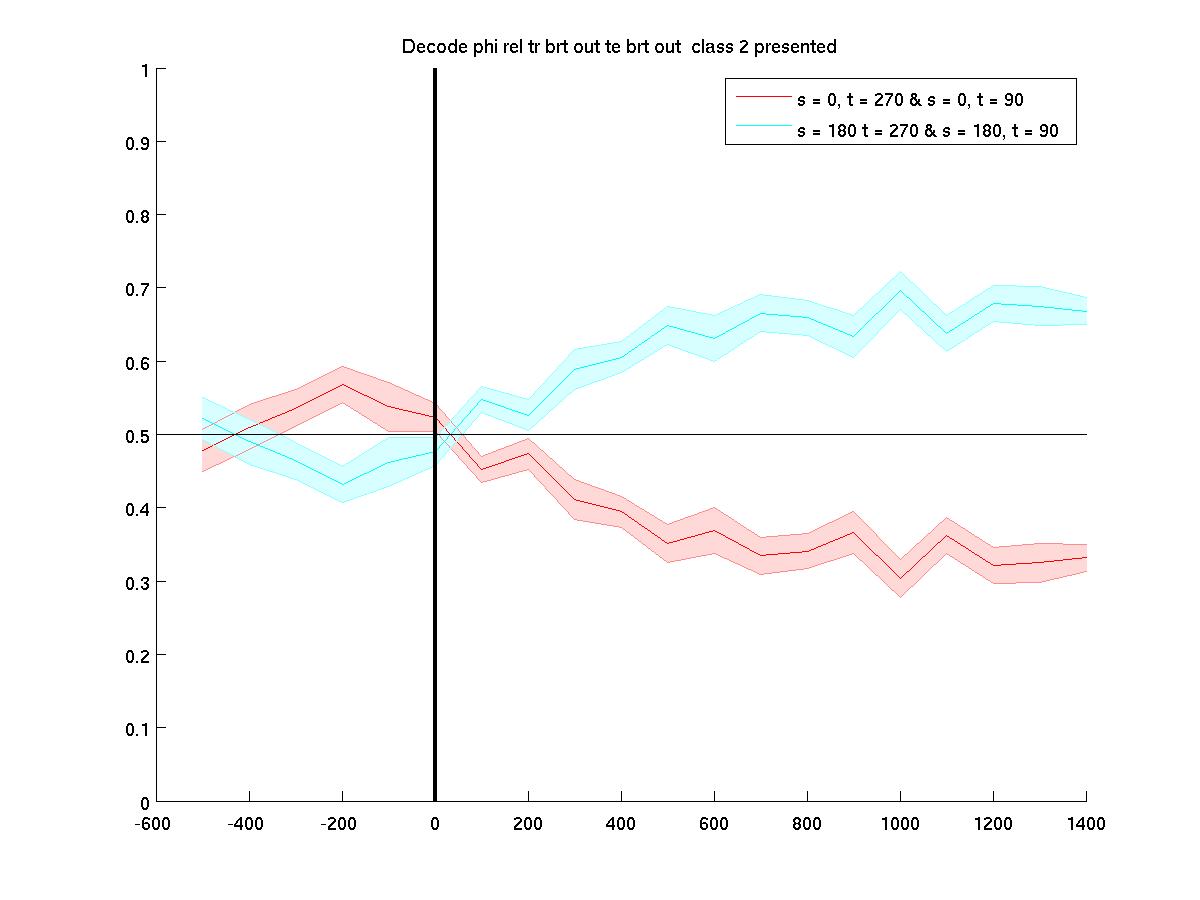 Decode phi rel tr brt out te brt out  class 2 presented
s = 0, t = 270 & s = 0, t = 90
s = 180 t = 270 & s = 180, t = 90
1
0.9
0.8
0.7
0.6
0.5
0.4
0.3
0.2
0.1
0
-600 -400 -200 0 200 400 600 800 1000 1200 1400